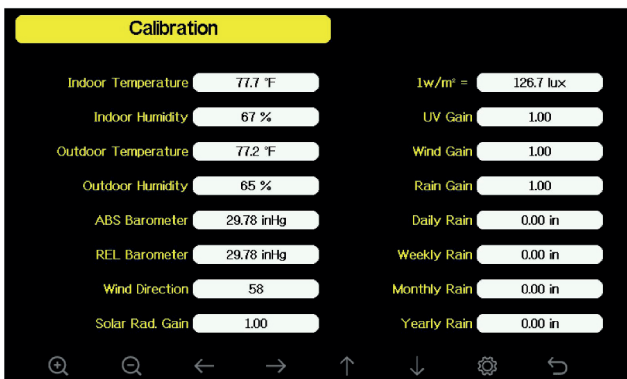 Calibration
Indoor Temperature 77.7 °F
Indoor Humidity 67 %
Outdoor Temperature 77.2 °F
Outdoor Humidity 65 %
ABS Barometer 29.78 inHg
REL Barometer 29.78 inHg
Wind Direction 58
Solar Rad. Gain 1.00
1w/m² = 126.7 lux
UV Gain 1.00
Wind Gain 1.00
Rain Gain 1.00
Daily Rain 0.00 in
Weekly Rain 0.00 in
Monthly Rain 0.00 in
Yearly Rain 0.00 in